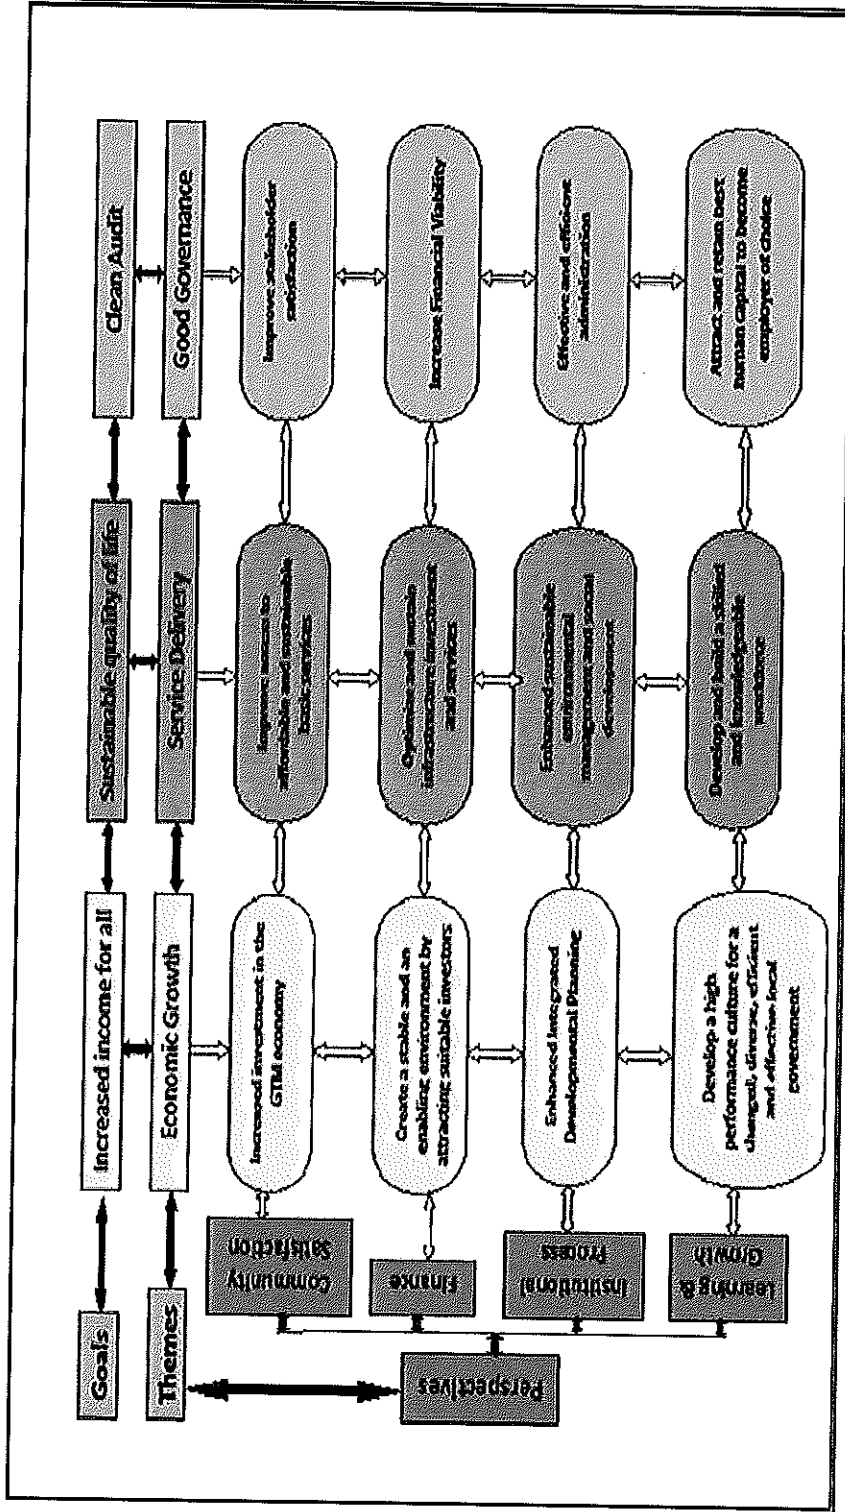 Goals
Increased income for all
Sustainable quality of life
Clean Audit
Themes
Economic Growth
Service Delivery
Good Governance
Perspectives
Community
Satisfaction
Increased investment in the
GTM economy
Improve access to
affordable and sustainable
basic services
Improve stakeholder
satisfaction
Finance
Create a stable and an
enabling environment by
attracting suitable investors
Optimise and sustain
infrastructure investment
and services
Increase Financial Viability
Institutional
Process
Enhanced Integrated
Developmental Planning
Enhanced sustainable
environmental
management and social
development
Effective and efficient
administration
Learning &
Growth
Develop a high
performance culture for a
changed, diverse, efficient
and effective local
government
Develop and build a skilled
and knowledgeable
workforce
Attract and retain best
human capital to become
employer of choice